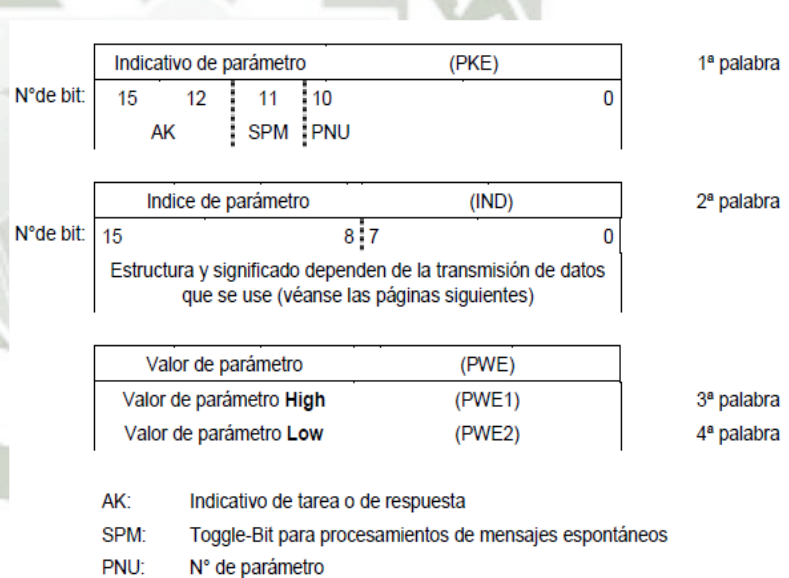 Indicativo de parámetro (PKE) 1ª palabra
N°de bit: 15 12 11 10 0
AK SPM PNU
Indice de parámetro (IND) 2ª palabra
N°de bit: 15 8 7 0
Estructura y significado dependen de la transmisión de datos
que se use (véanse las páginas siguientes)
Valor de parámetro (PWE)
Valor de parámetro High (PWE1) 3ª palabra
Valor de parámetro Low (PWE2) 4ª palabra
AK: Indicativo de tarea o de respuesta
SPM: Toggle-Bit para procesamientos de mensajes espontáneos
PNU: N° de parámetro